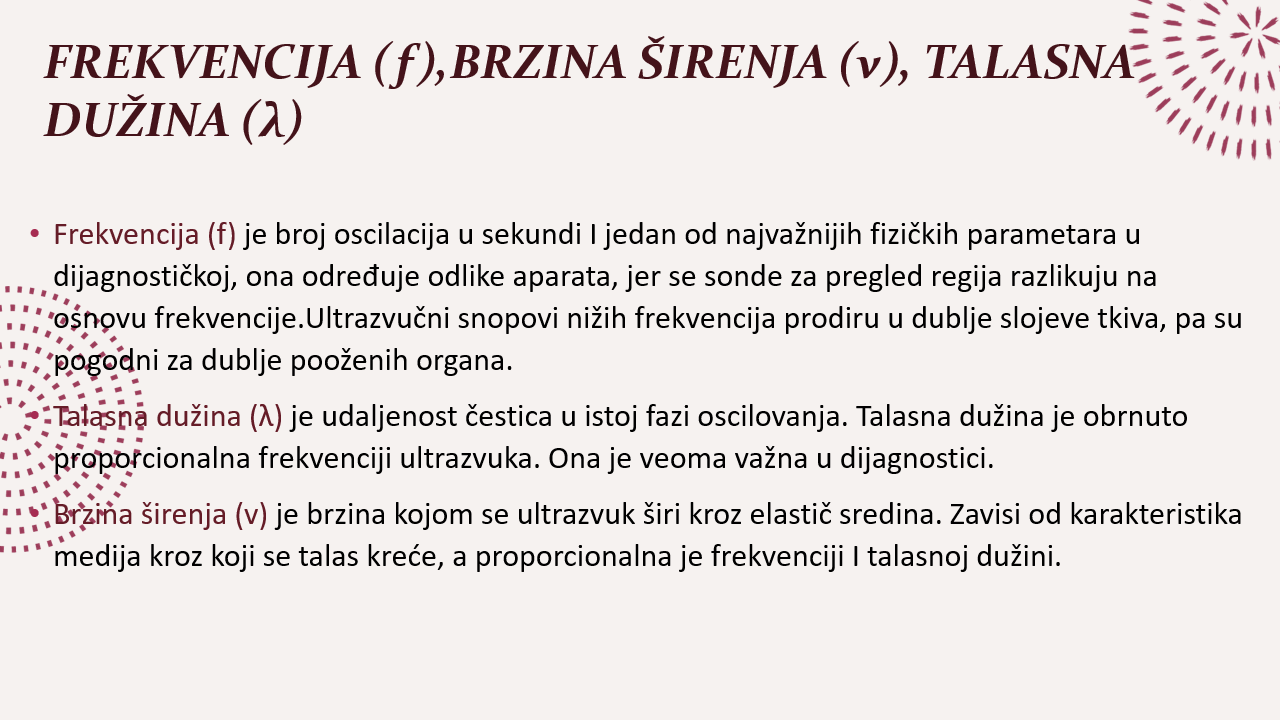 FREKVENCIJA (f),BRZINA ŠIRENJA (v), TALASNA
DUŽINA (λ)
• Frekvencija (f) je broj oscilacija u sekundi I jedan od najvažnijih fizičkih parametara u
dijagnostičkoj, ona određuje odlike aparata, jer se sonde za pregled regija razlikuju na
osnovu frekvencije.Ultrazvučni snopovi nižih frekvencija prodiru u dublje slojeve tkiva, pa su
pogodni za dublje pooženih organa.
• Talasna dužina (λ) je udaljenost čestica u istoj fazi oscilovanja. Talasna dužina je obrnuto
proporcionalna frekvenciji ultrazvuka. Ona je veoma važna u dijagnostici.
• Brzina širenja (v) je brzina kojom se ultrazvuk širi kroz elastič sredina. Zavisi od karakteristika
medija kroz koji se talas kreće, a proporcionalna je frekvenciji I talasnoj dužini.